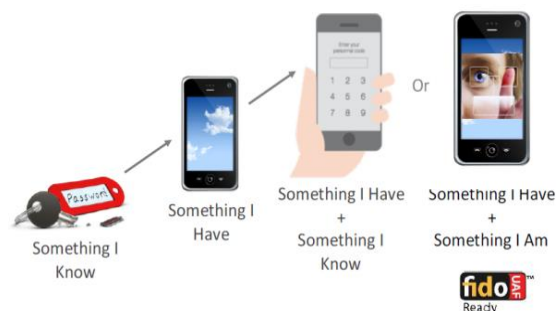 Password
Something I
Know
Something I
Have
Enter your
personal code
1 2 3
4 5 6
7 8 9
Something I Have
+
Something I
Know
Or
Something I Have
+
Something I Am
fido UAF™
Ready